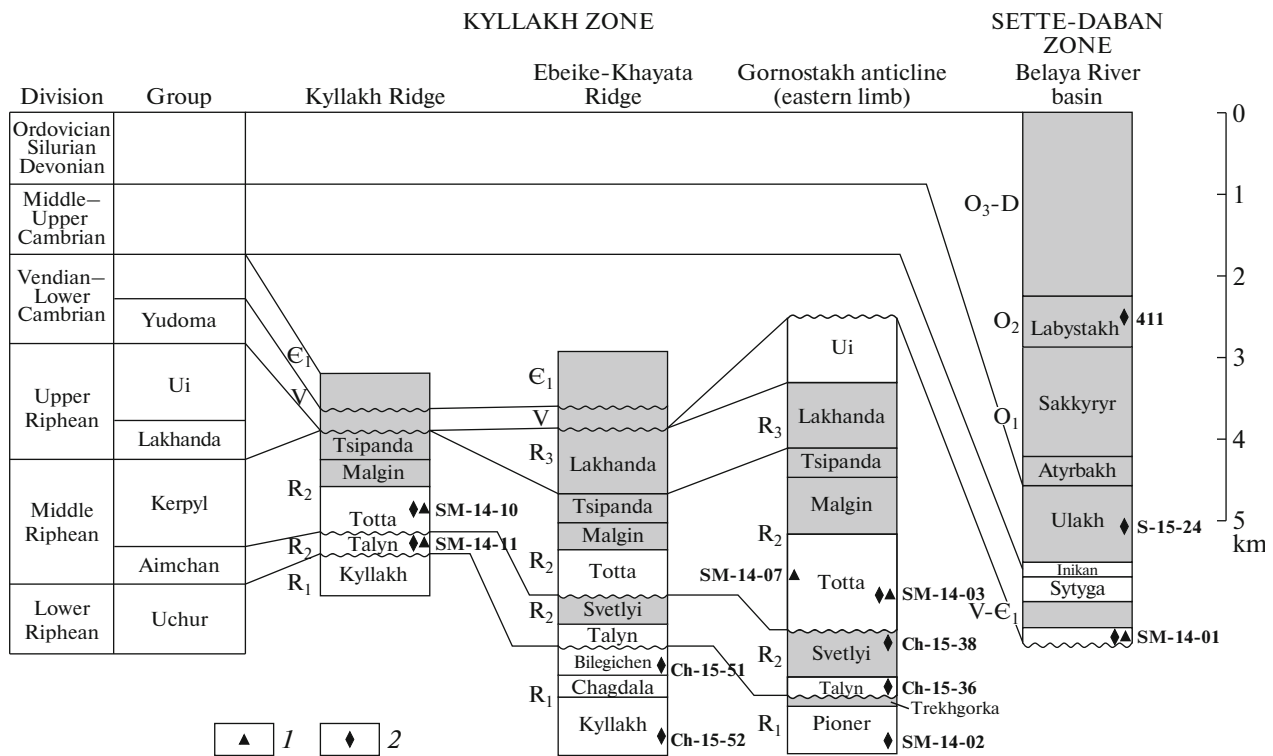 KYLLAKH ZONE
SETTE-DABAN
ZONE
Division
Group
Kyllakh Ridge
Ebeike-Khayata
Ridge
Gornostakh anticline
(eastern limb)
Belaya River
basin
Ordovician
Silurian
Devonian
Middle–
Upper
Cambrian
Vendian–
Lower
Cambrian
Yudoma
Upper
Riphean
Ui
Lakhanda
Middle
Riphean
Kerpyl
Aimchan
Lower
Riphean
Uchur
Є1
V
R2
R2
R1
Tsipanda
Malgin
Totta
SM-14-10
Talyn
SM-14-11
Kyllakh
Є1
V
R3
R2
R2
R1
Lakhanda
Tsipanda
Malgin
Totta
Svetlyi
Talyn
Bilegichen
Ch-15-51
Chagdala
Kyllakh
Ch-15-52
R3
R2
R2
R1
Ui
Lakhanda
Tsipanda
Malgin
SM-14-07
Totta
SM-14-03
Svetlyi
Ch-15-38
Talyn
Ch-15-36
Trekhgorka
Pioner
SM-14-02
O3-D
O2
O1
V-Є1
Labystakh
411
Sakkyryr
Atyrbakh
Ulakh
S-15-24
Inikan
Sytyga
SM-14-01
0
1
2
3
4
5
km
1
2